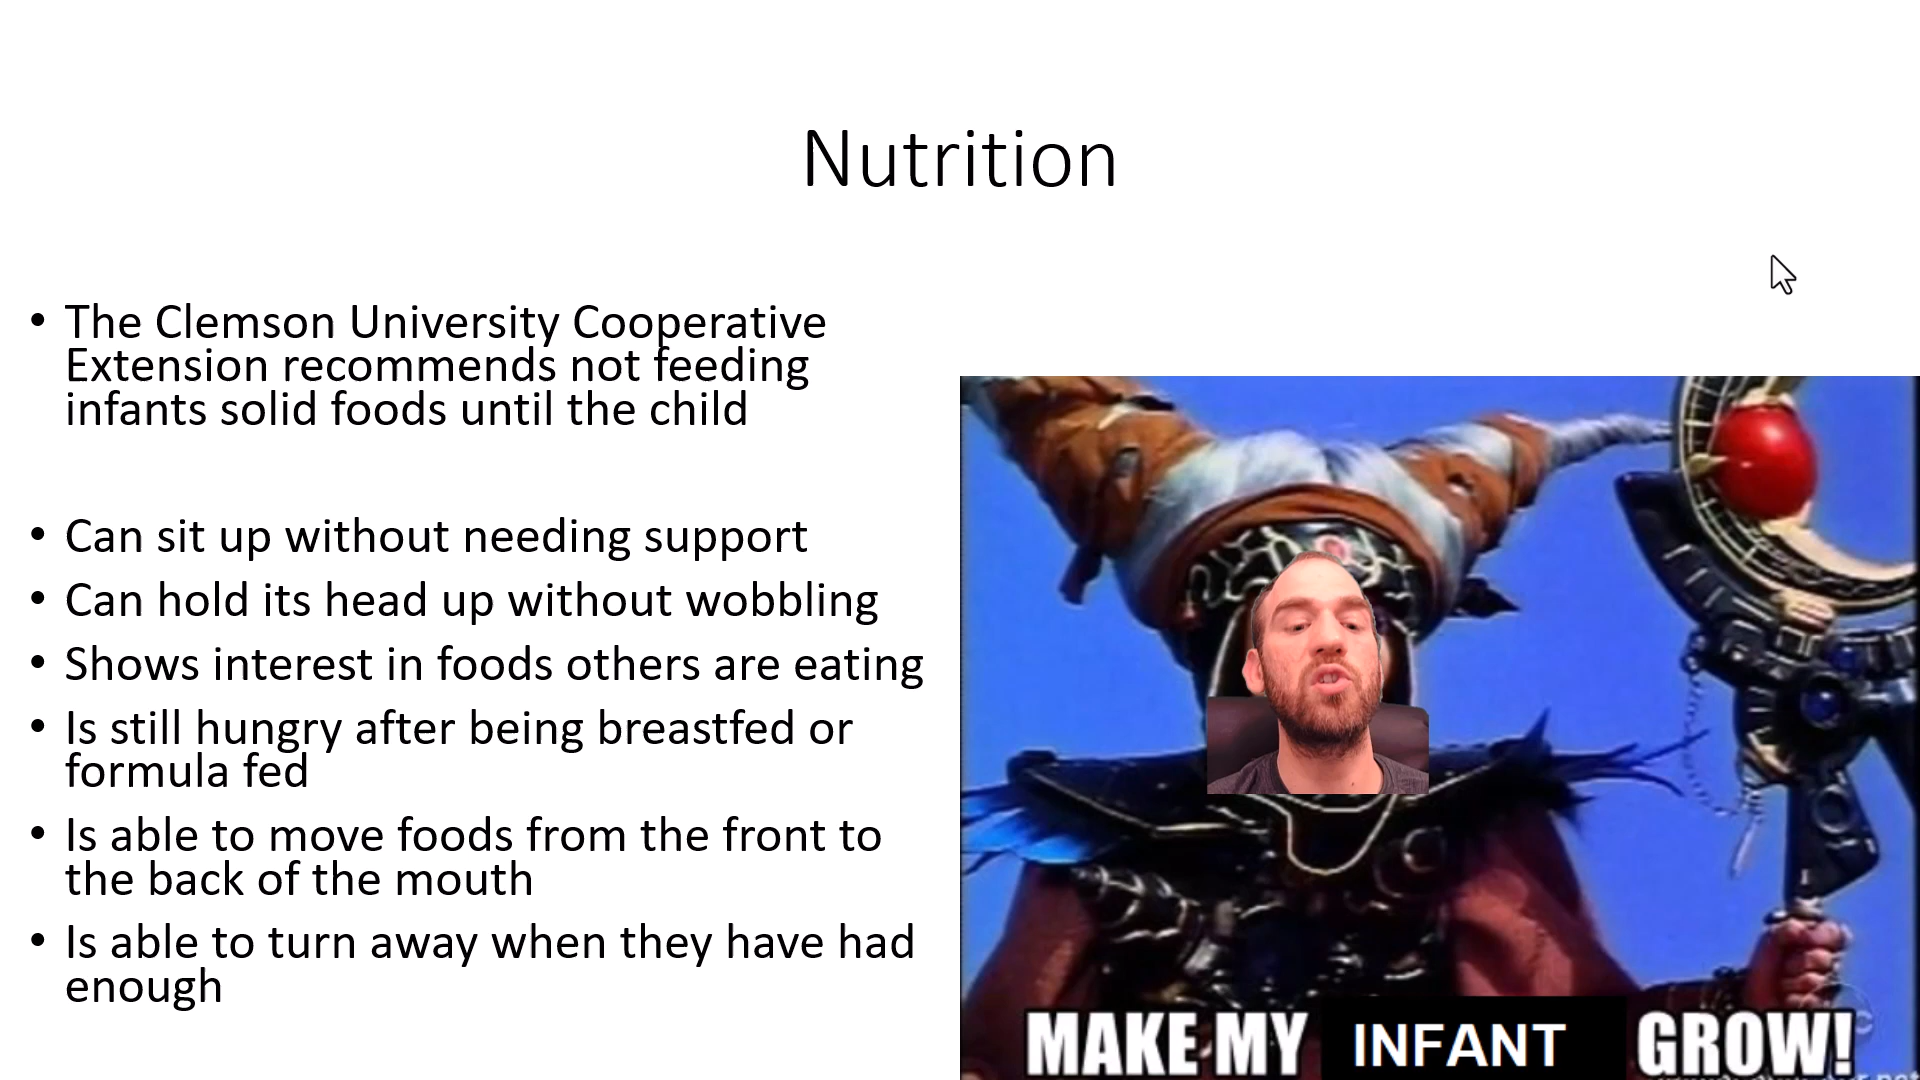 Nutrition
• The Clemson University Cooperative
Extension recommends not feeding
infants solid foods until the child
• Can sit up without needing support
• Can hold its head up without wobbling
• Shows interest in foods others are eating
• Is still hungry after being breastfed or
formula fed
• Is able to move foods from the front to
the back of the mouth
• Is able to turn away when they have had
enough
MAKE MY INFANT GROW!